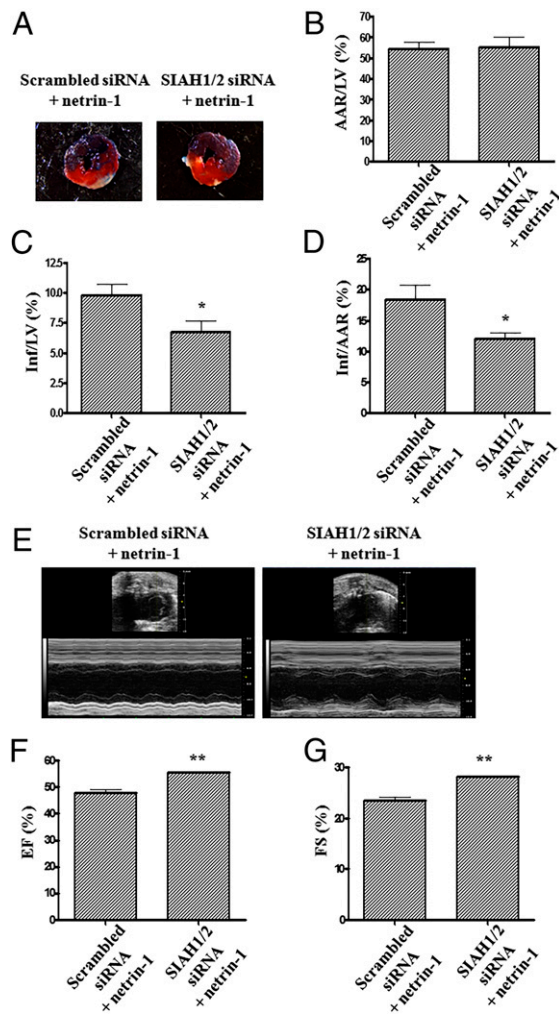 A
Scrambled siRNA
+ netrin-1
SIAH1/2 siRNA
+ netrin-1
B
AAR/LV (%)
70
60
50
40
30
20
10
0
Scrambled
siRNA
+ netrin-1
SIAH1/2
siRNA
+ netrin-1
C
Inf/LV (%)
12.5
10.0
7.5
5.0
2.5
0.0
*
Scrambled
siRNA
+ netrin-1
SIAH1/2
siRNA
+ netrin-1
D
Inf/AAR (%)
25
20
15
10
5
0
*
Scrambled
siRNA
+ netrin-1
SIAH1/2
siRNA
+ netrin-1
E
Scrambled siRNA
+ netrin-1
SIAH1/2 siRNA
+ netrin-1
F
EF (%)
60
50
40
30
20
10
0
**
Scrambled
siRNA
+ netrin-1
SIAH1/2
siRNA
+ netrin-1
G
FS (%)
30
20
10
0
**
Scrambled
siRNA
+ netrin-1
SIAH1/2
siRNA
+ netrin-1